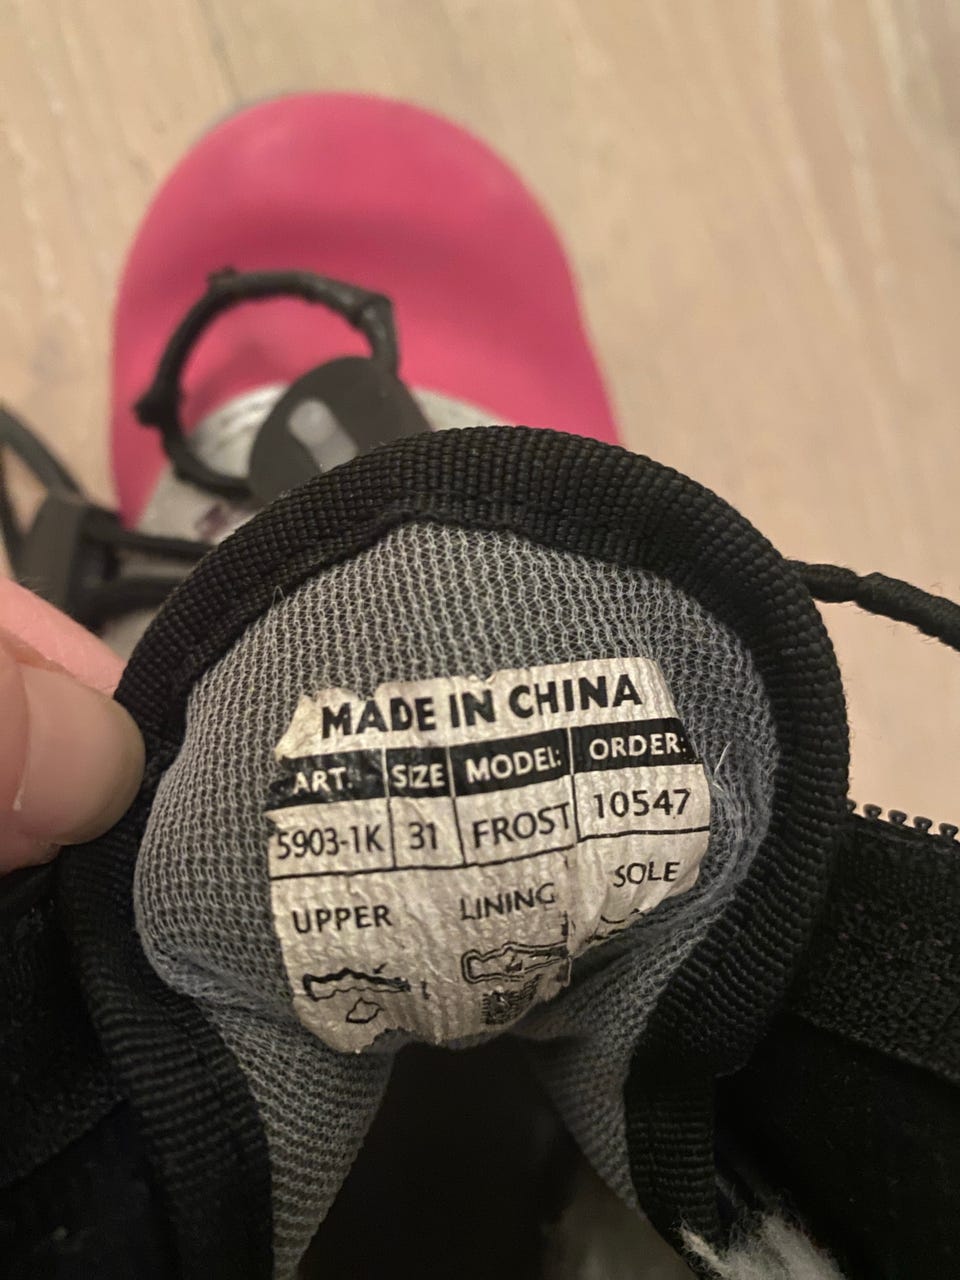 MADE IN CHINA
ART. SIZE MODEL: ORDER:
5903-1K 31 FROST 10547
UPPER LINING SOLE